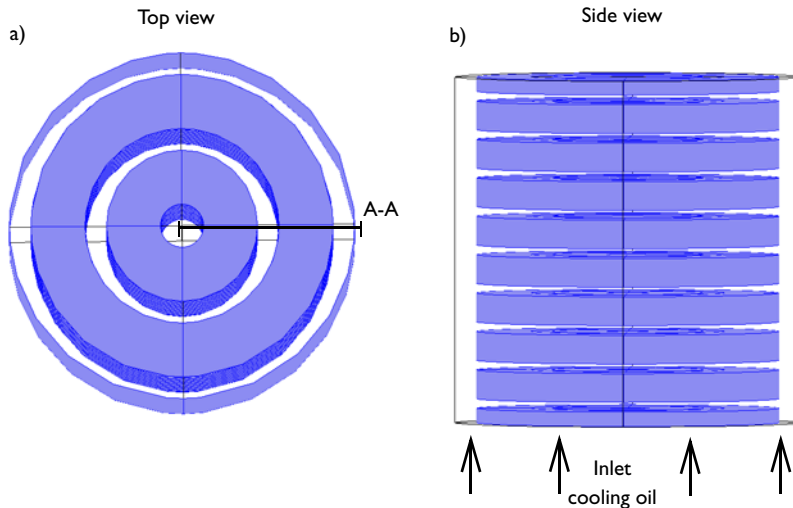 Top view
Side view
a)
b)
A-A
Inlet
cooling oil